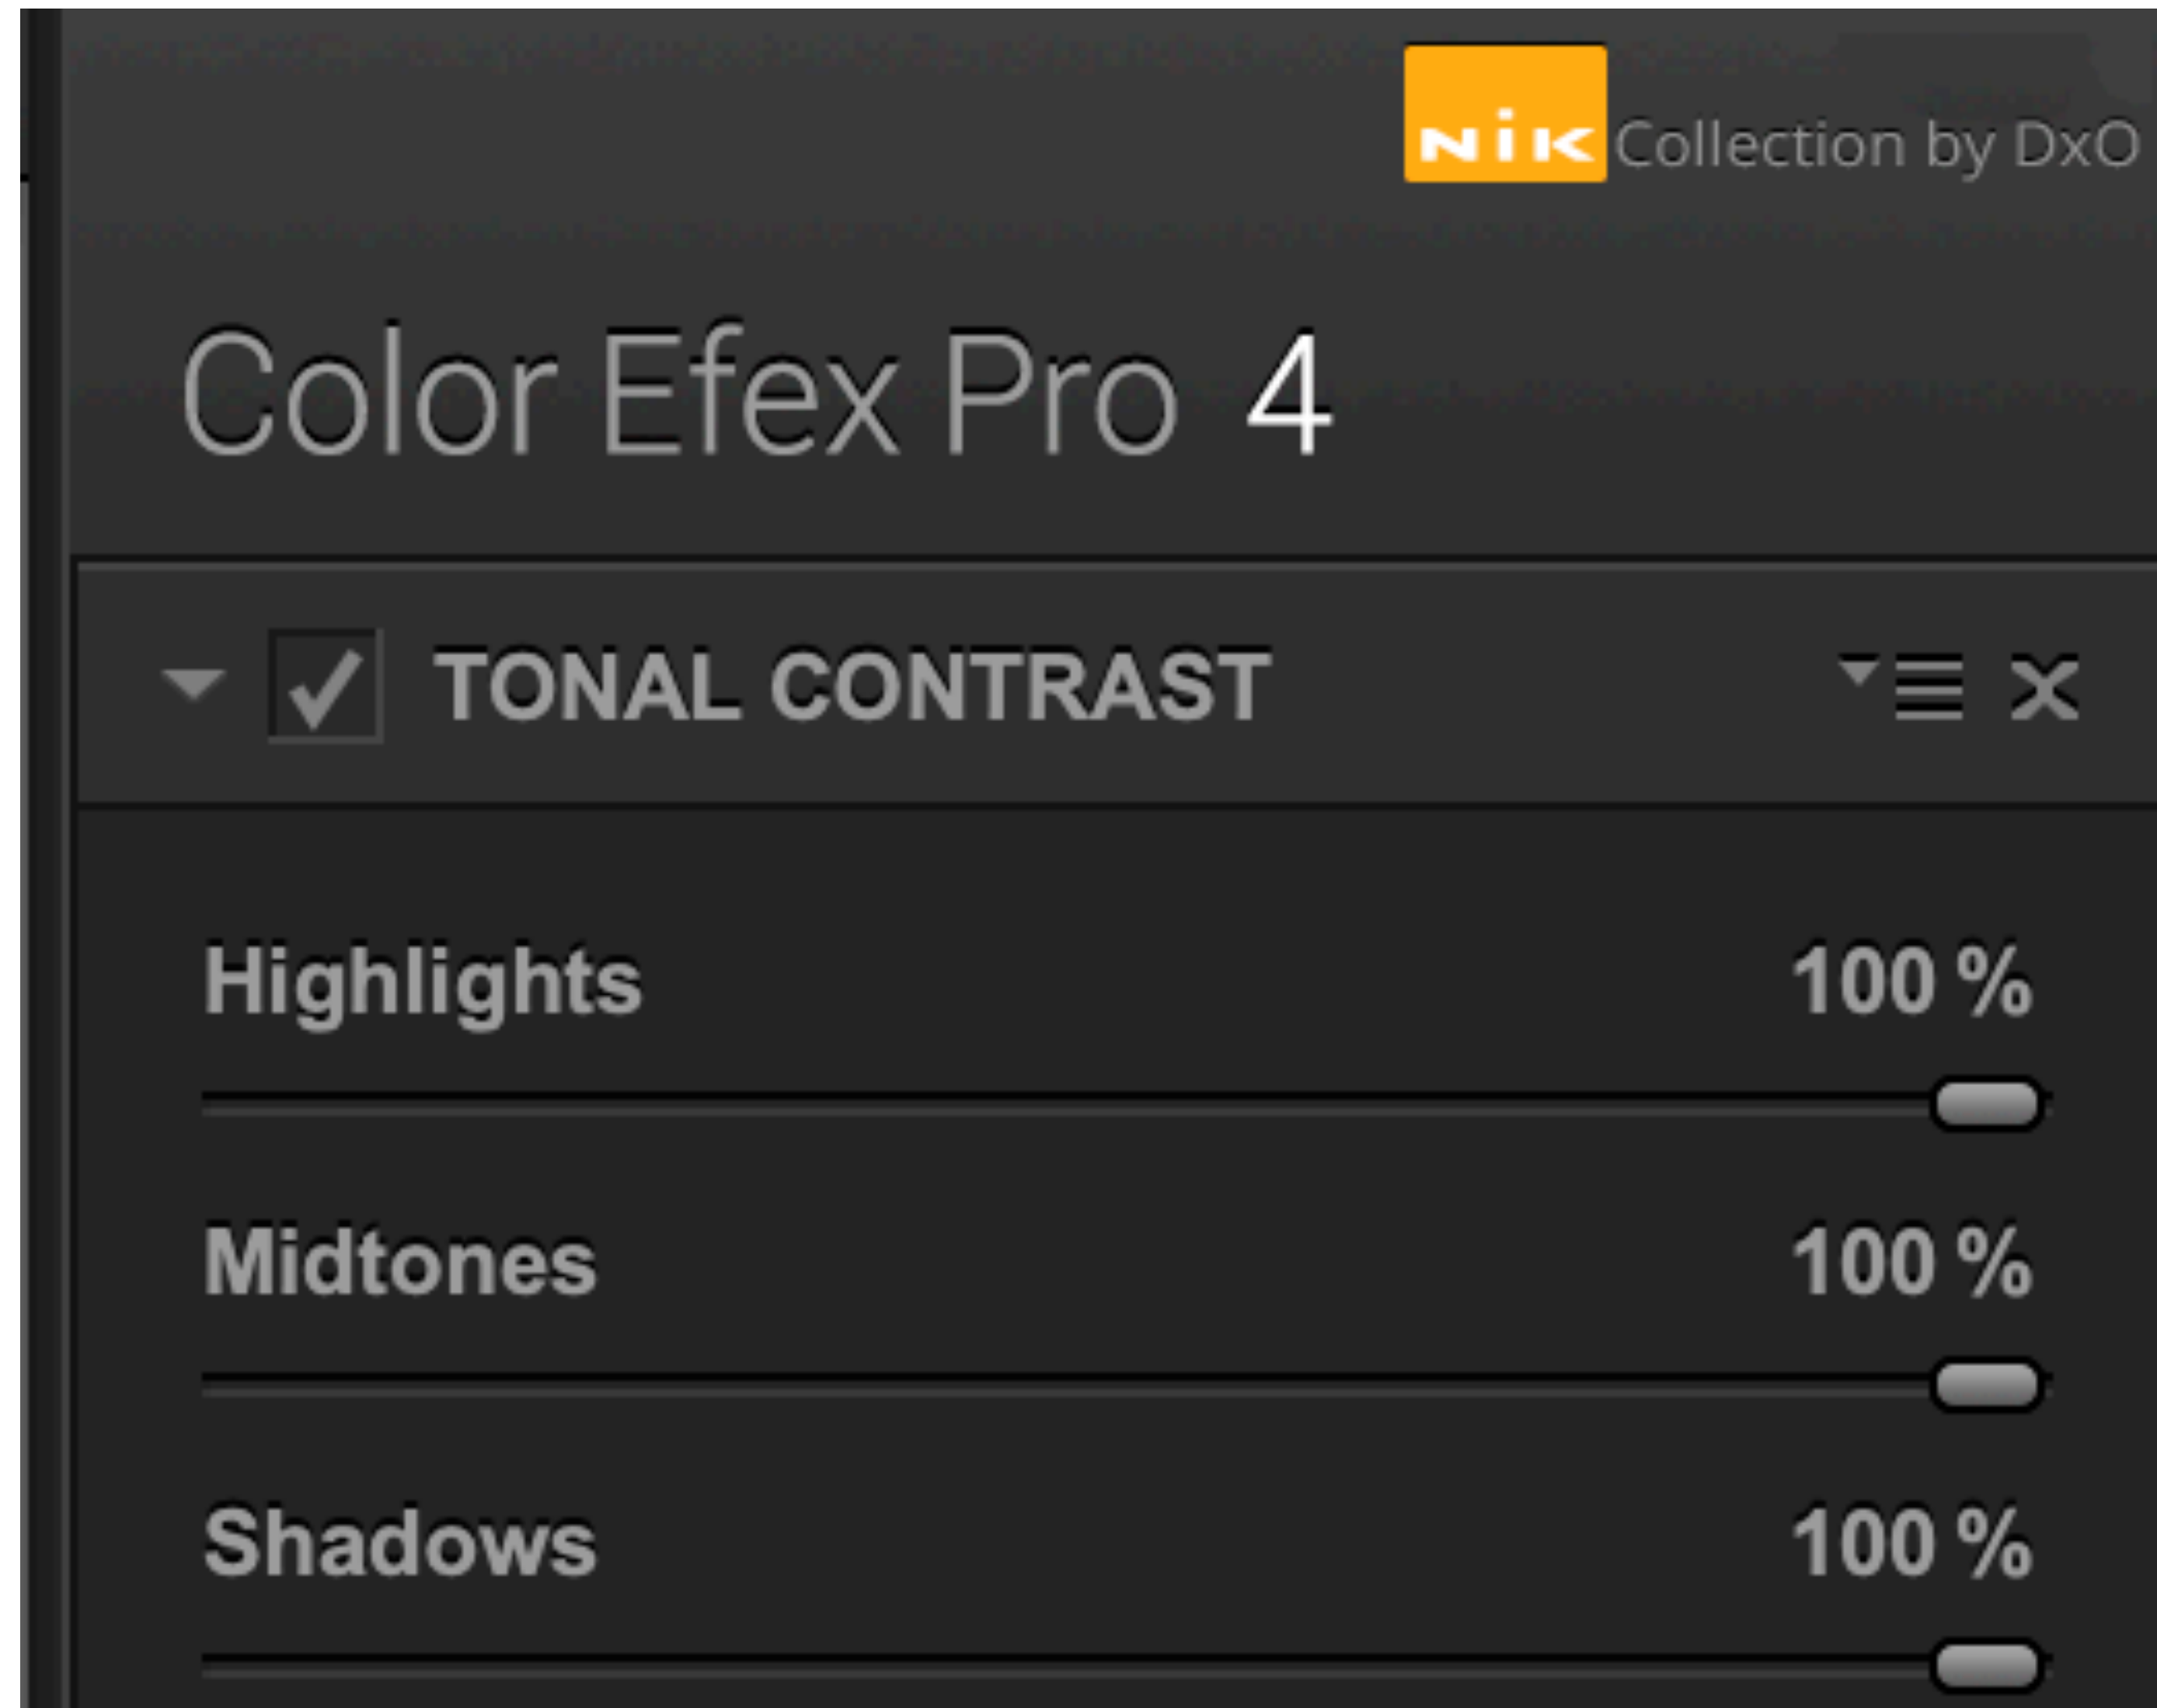 Nik Collection by DxO
Color Efex Pro 4
TONAL CONTRAST
Highlights 100 %
Midtones 100 %
Shadows 100 %